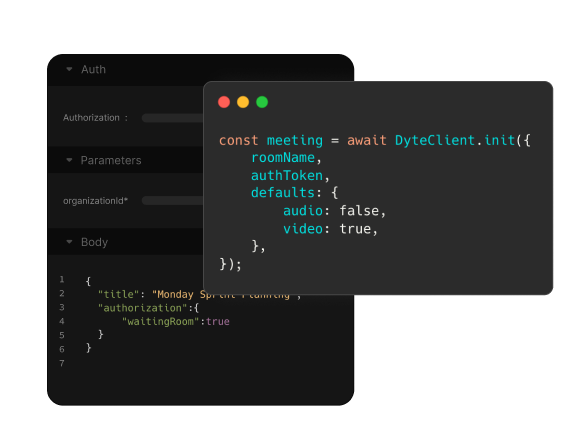 Auth
Authorization :
Parameters
organizationId*
Body
1 {
2 "title": "Monday Sprint Planning",
3 "authorization":{
4 "waitingRoom":true
5 }
6 }
7
const meeting = await DyteClient.init({
roomName,
authToken,
defaults: {
audio: false,
video: true,
},
});